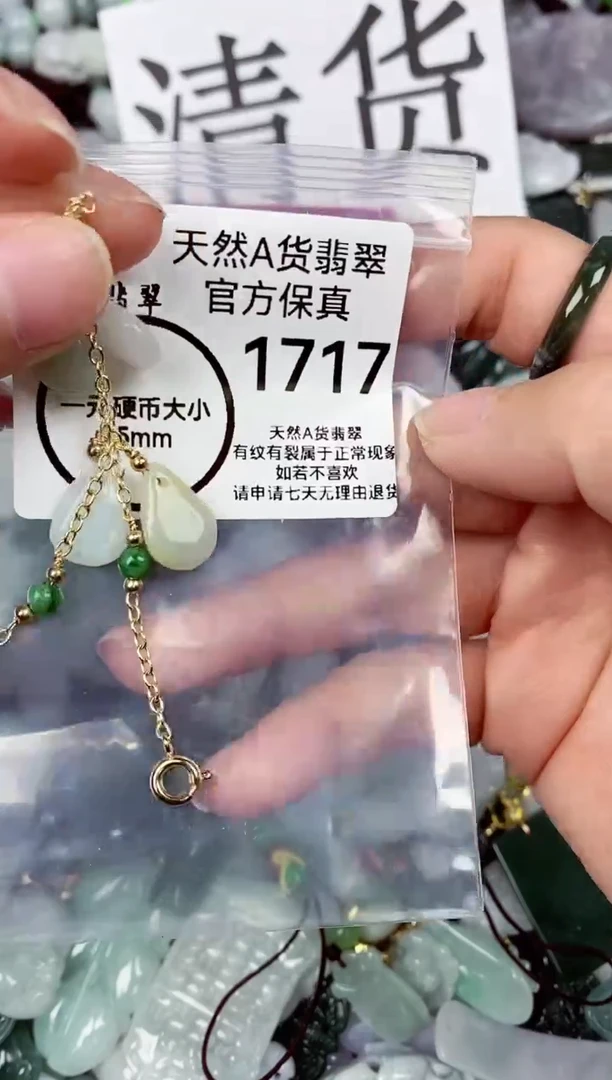 清货
天然A货翡翠
官方保真
翠
1717
一元硬币大小
5mm
天然A货翡翠
有纹有裂属于正常现象
如若不喜欢
请申请七天无理由退货